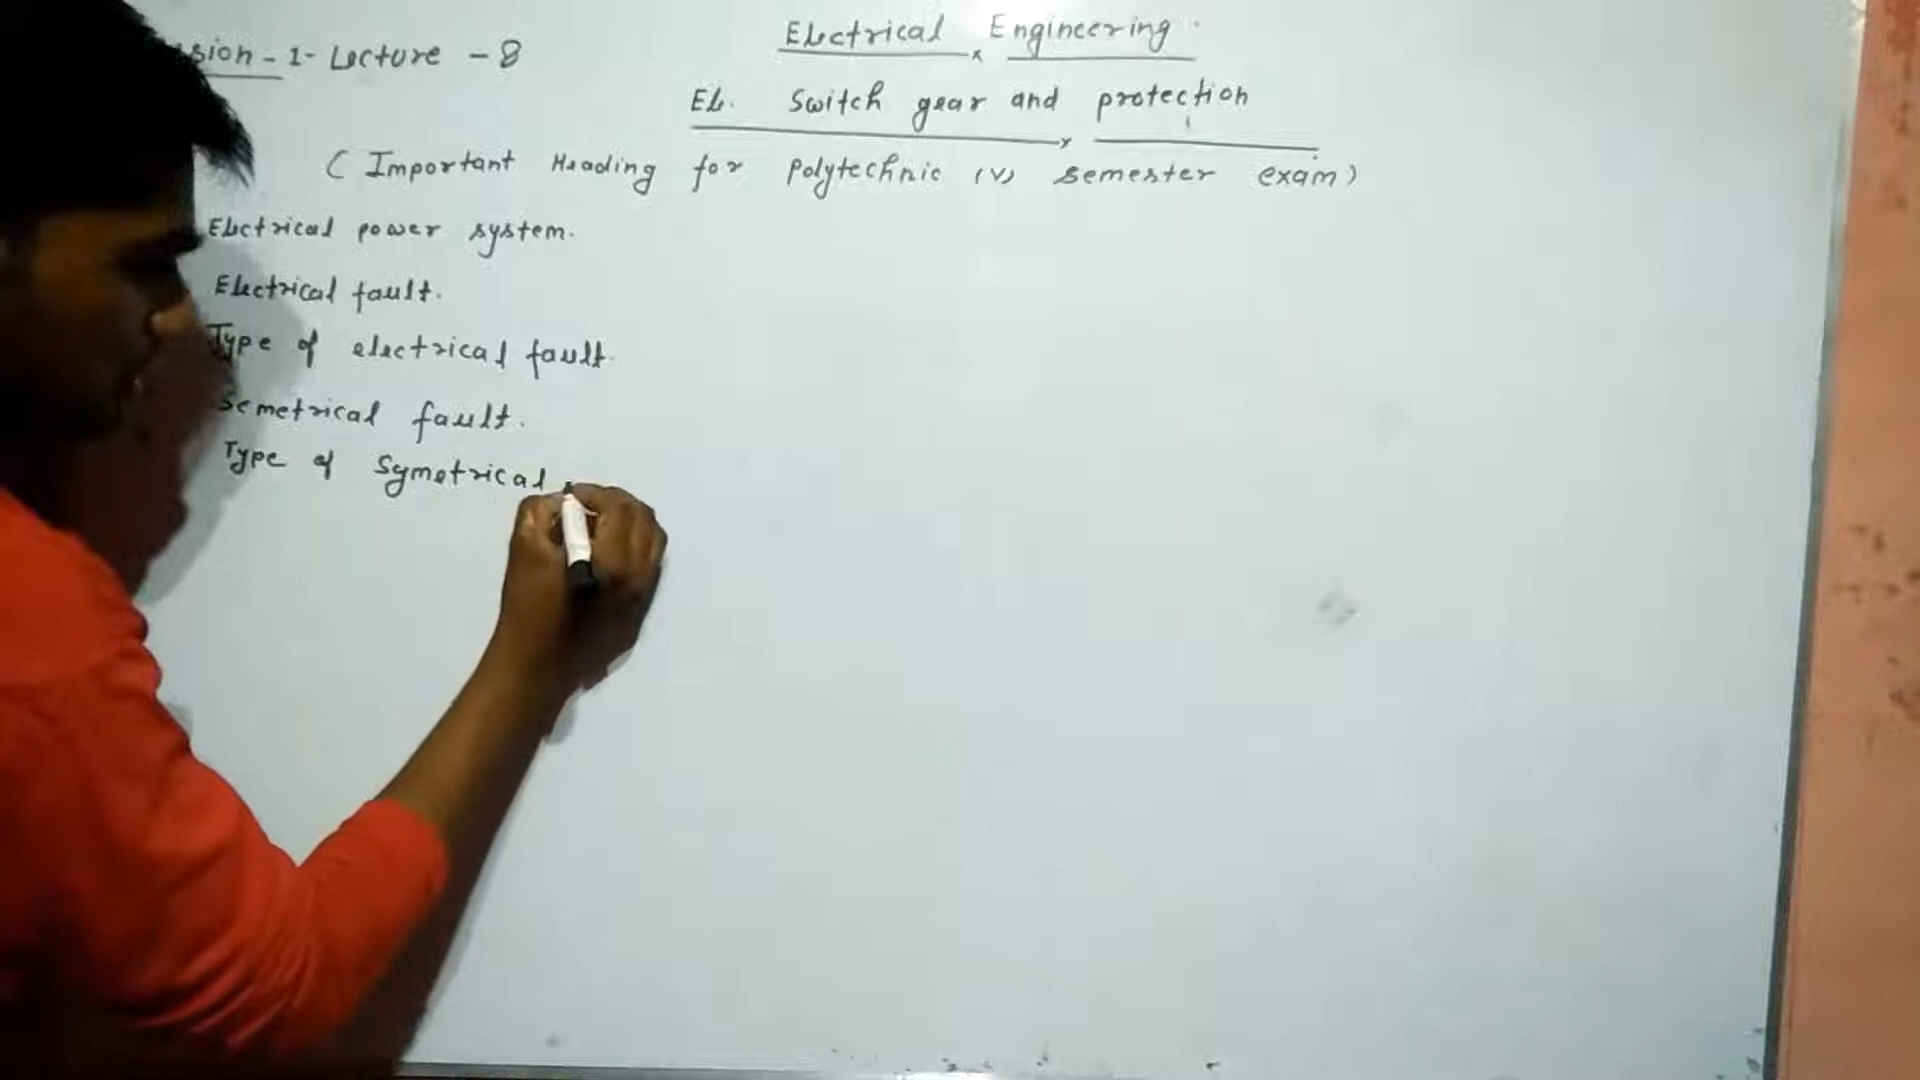 sion - 1 - Lecture - 8
Electrical Engineering
El. Switch gear and protection
( Important Heading for Polytechnic (V) semester exam )
Electrical power system.
Electrical fault.
Type of electrical fault.
Semetrical fault.
Type of Symetrical